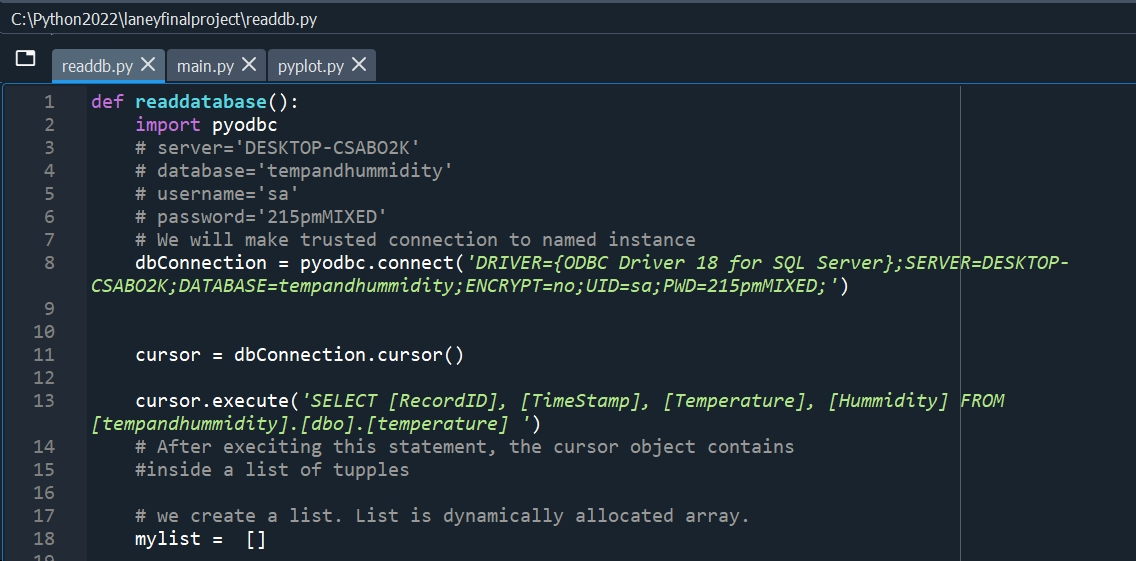 C:\Python2022\laneyfinalproject\readdb.py
readdb.py main.py pyplot.py
1 def readdatabase():
2     import pyodbc
3     # server='DESKTOP-CSABO2K'
4     # database='tempandhummidity'
5     # username='sa'
6     # password='215pmMIXED'
7     # We will make trusted connection to named instance
8     dbConnection = pyodbc.connect('DRIVER={ODBC Driver 18 for SQL Server};SERVER=DESKTOP-
CSABO2K;DATABASE=tempandhummidity;ENCRYPT=no;UID=sa;PWD=215pmMIXED;')
9
10
11     cursor = dbConnection.cursor()
12
13     cursor.execute('SELECT [RecordID], [TimeStamp], [Temperature], [Hummidity] FROM
[tempandhummidity].[dbo].[temperature] ')
14     # After execiting this statement, the cursor object contains
15     #inside a list of tupples
16
17     # we create a list. List is dynamically allocated array.
18     mylist =  []
19